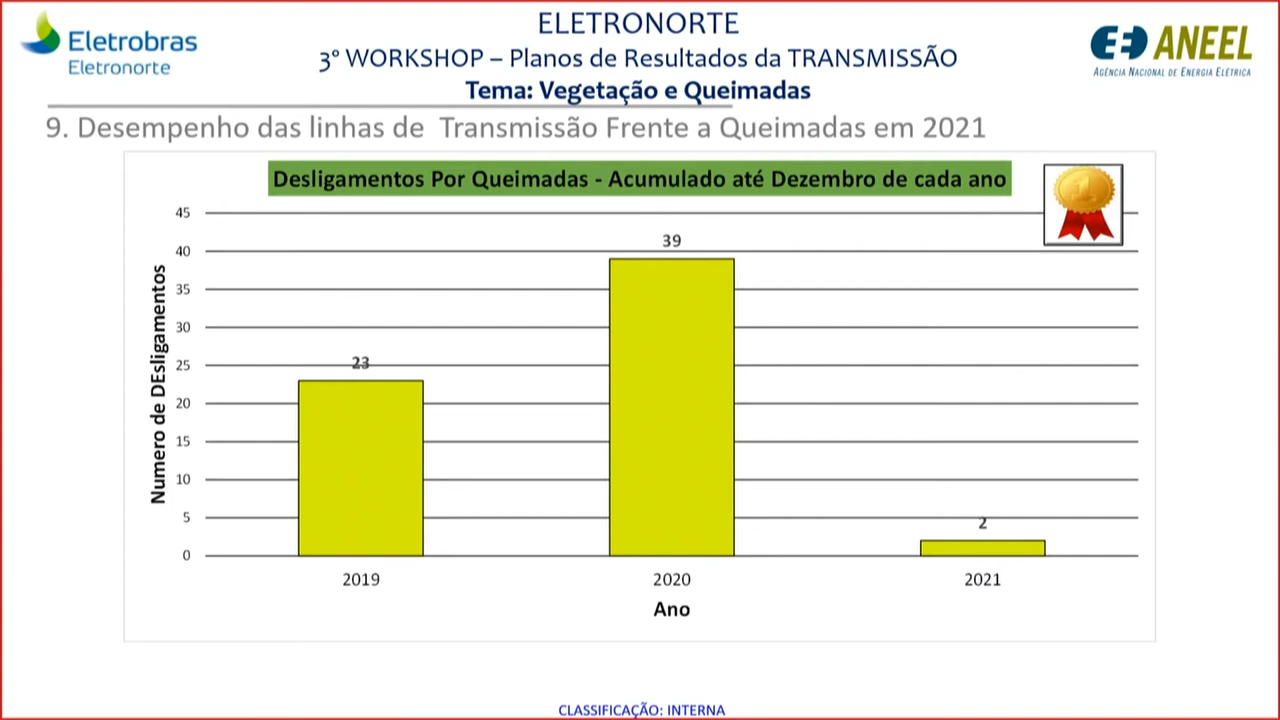 Eletrobras
Eletronorte
ELETRONORTE
3° WORKSHOP – Planos de Resultados da TRANSMISSÃO
Tema: Vegetação e Queimadas
ANEEL
AGÊNCIA NACIONAL DE ENERGIA ELÉTRICA
9. Desempenho das linhas de Transmissão Frente a Queimadas em 2021
Desligamentos Por Queimadas - Acumulado até Dezembro de cada ano
1
Numero de DEsligamentos
45
40
35
30
25
20
15
10
5
0
23
39
2
2019
2020
2021
Ano
CLASSIFICAÇÃO: INTERNA